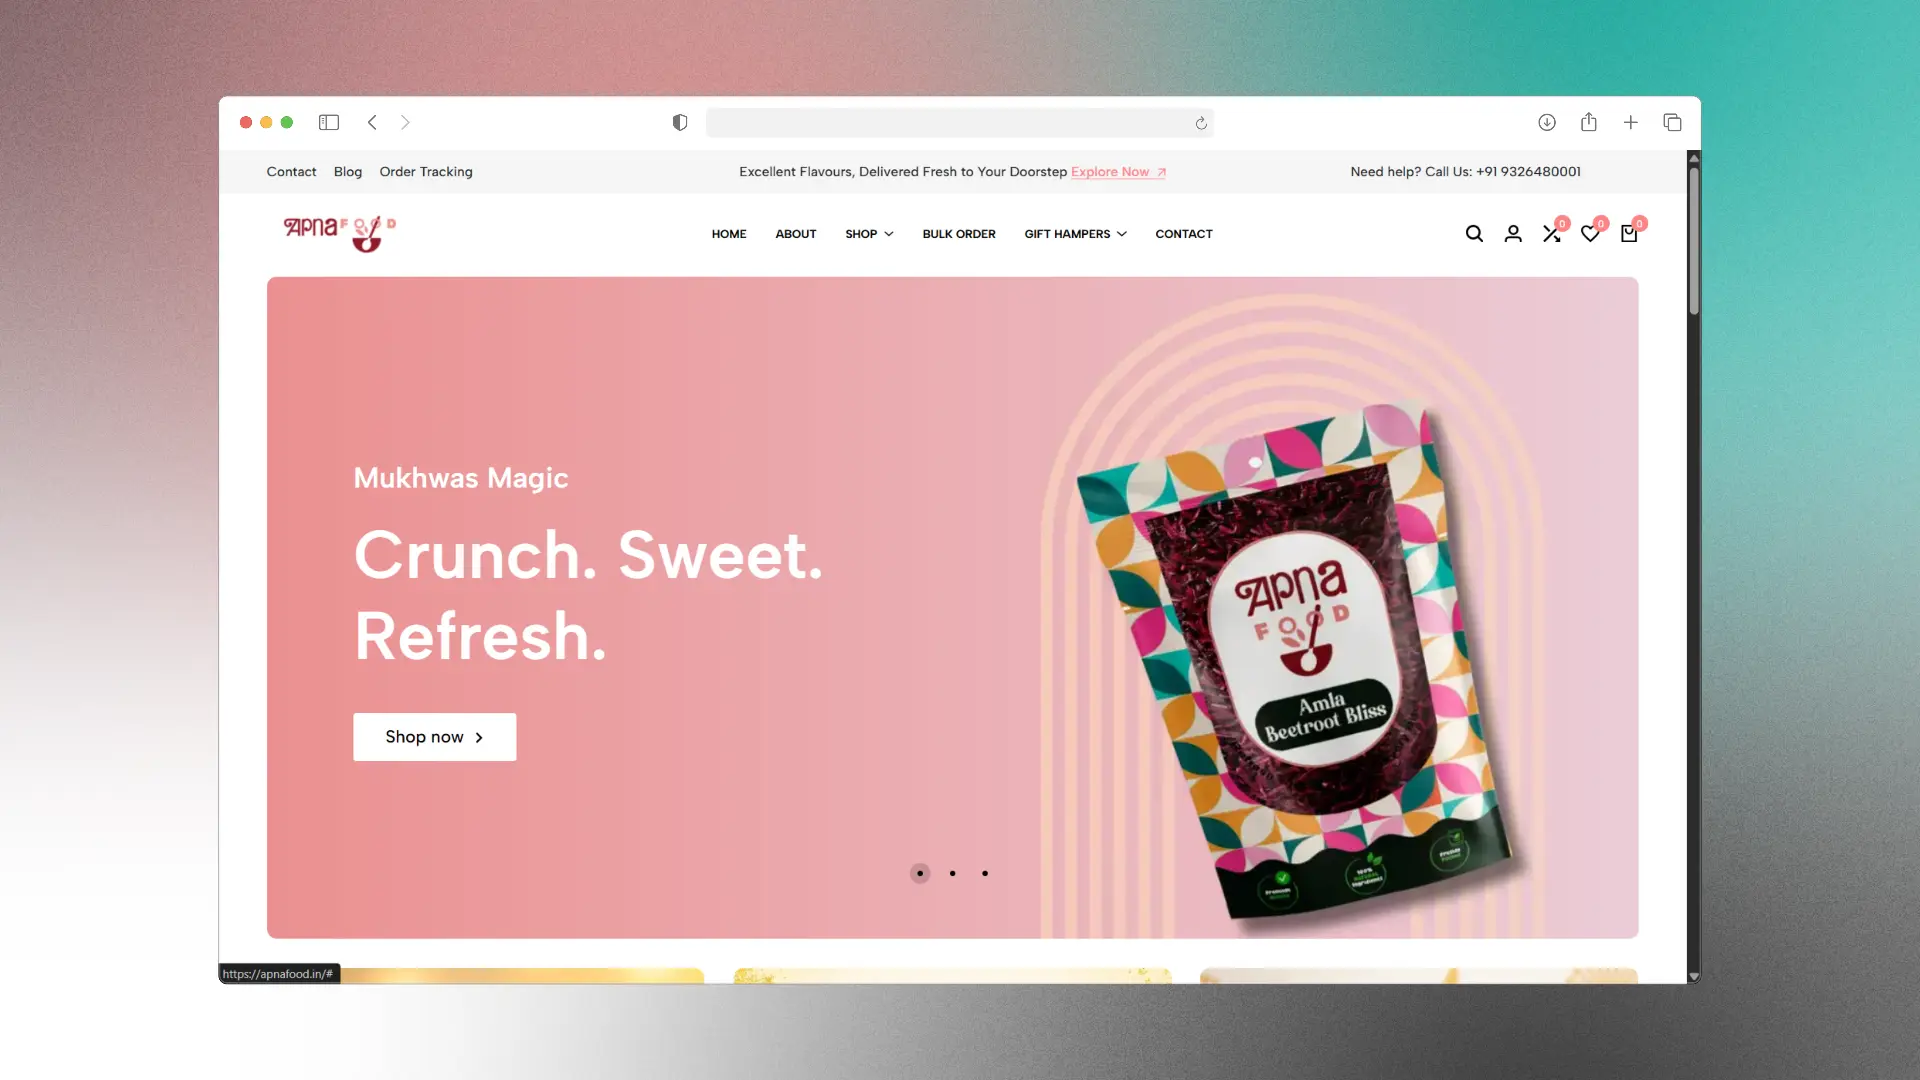 Contact Blog Order Tracking
Excellent Flavours, Delivered Fresh to Your Doorstep Explore Now
Need help? Call Us: +91 9326480001
Apna FOOD
HOME ABOUT SHOP BULK ORDER GIFT HAMPERS CONTACT
0 0 0
Mukhwas Magic
Crunch. Sweet.
Refresh.
Shop now
Apna
FOOD
Amla
Beetroot Bliss
100%
https://apnafood.in/#